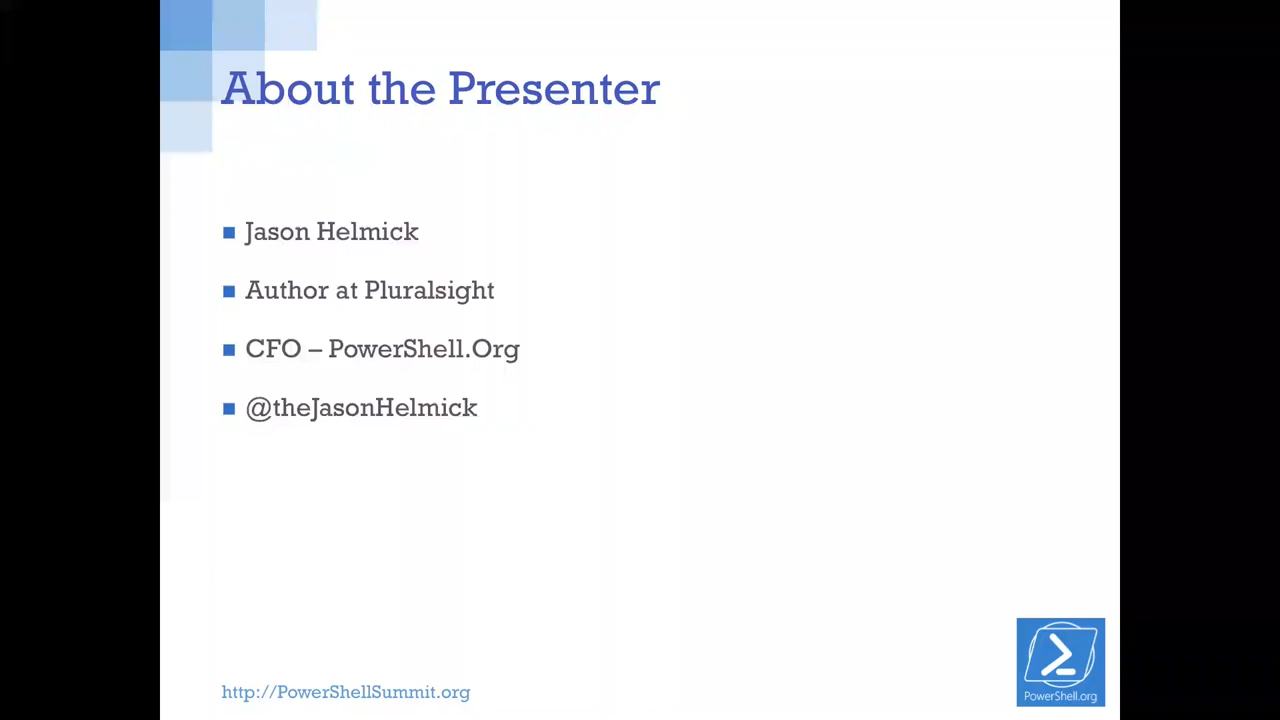 About the Presenter
Jason Helmick
Author at Pluralsight
CFO – PowerShell.Org
@theJasonHelmick
http://PowerShellSummit.org
PowerShell.org